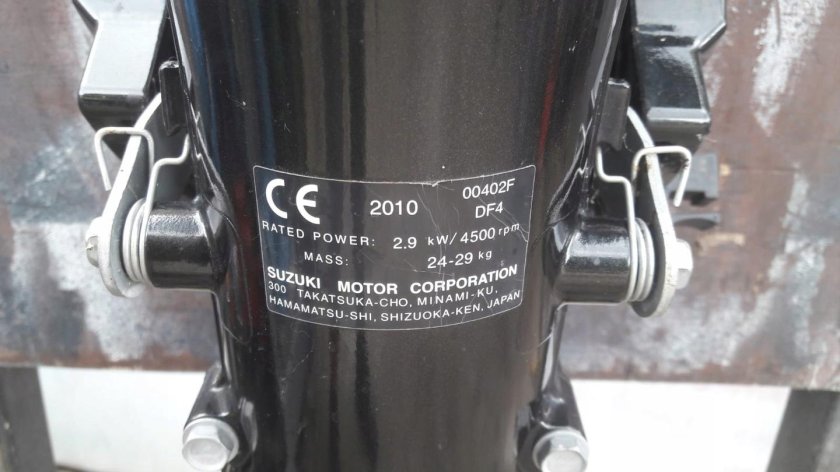 CE 2010 00402F
DF4
RATED POWER: 2.9 kW/4500 rpm
MASS: 24-29 kg
SUZUKI MOTOR CORPORATION
300 TAKATSUKA-CHO, MINAMI-KU,
HAMAMATSU-SHI, SHIZUOKA-KEN, JAPAN